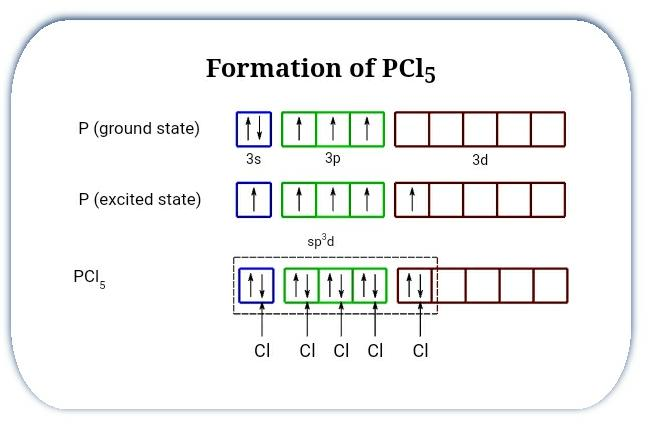 Formation of PCl5
P (ground state)
3s 3p 3d
P (excited state)
sp³d
PCl5
Cl Cl Cl Cl Cl